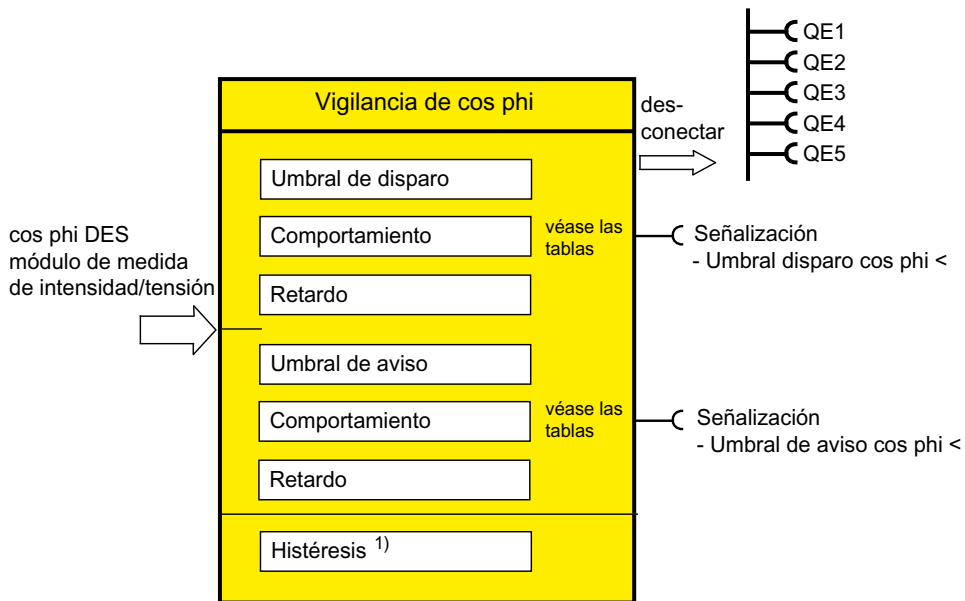 QE1
QE2
QE3
QE4
QE5
Vigilancia de cos phi
des-
conectar
Umbral de disparo
Comportamiento
véase las
tablas
Retardo
cos phi DES
módulo de medida
de intensidad/tensión
Señalización
- Umbral disparo cos phi <
Umbral de aviso
Comportamiento
véase las
tablas
Retardo
Señalización
- Umbral de aviso cos phi <
Histéresis 1)